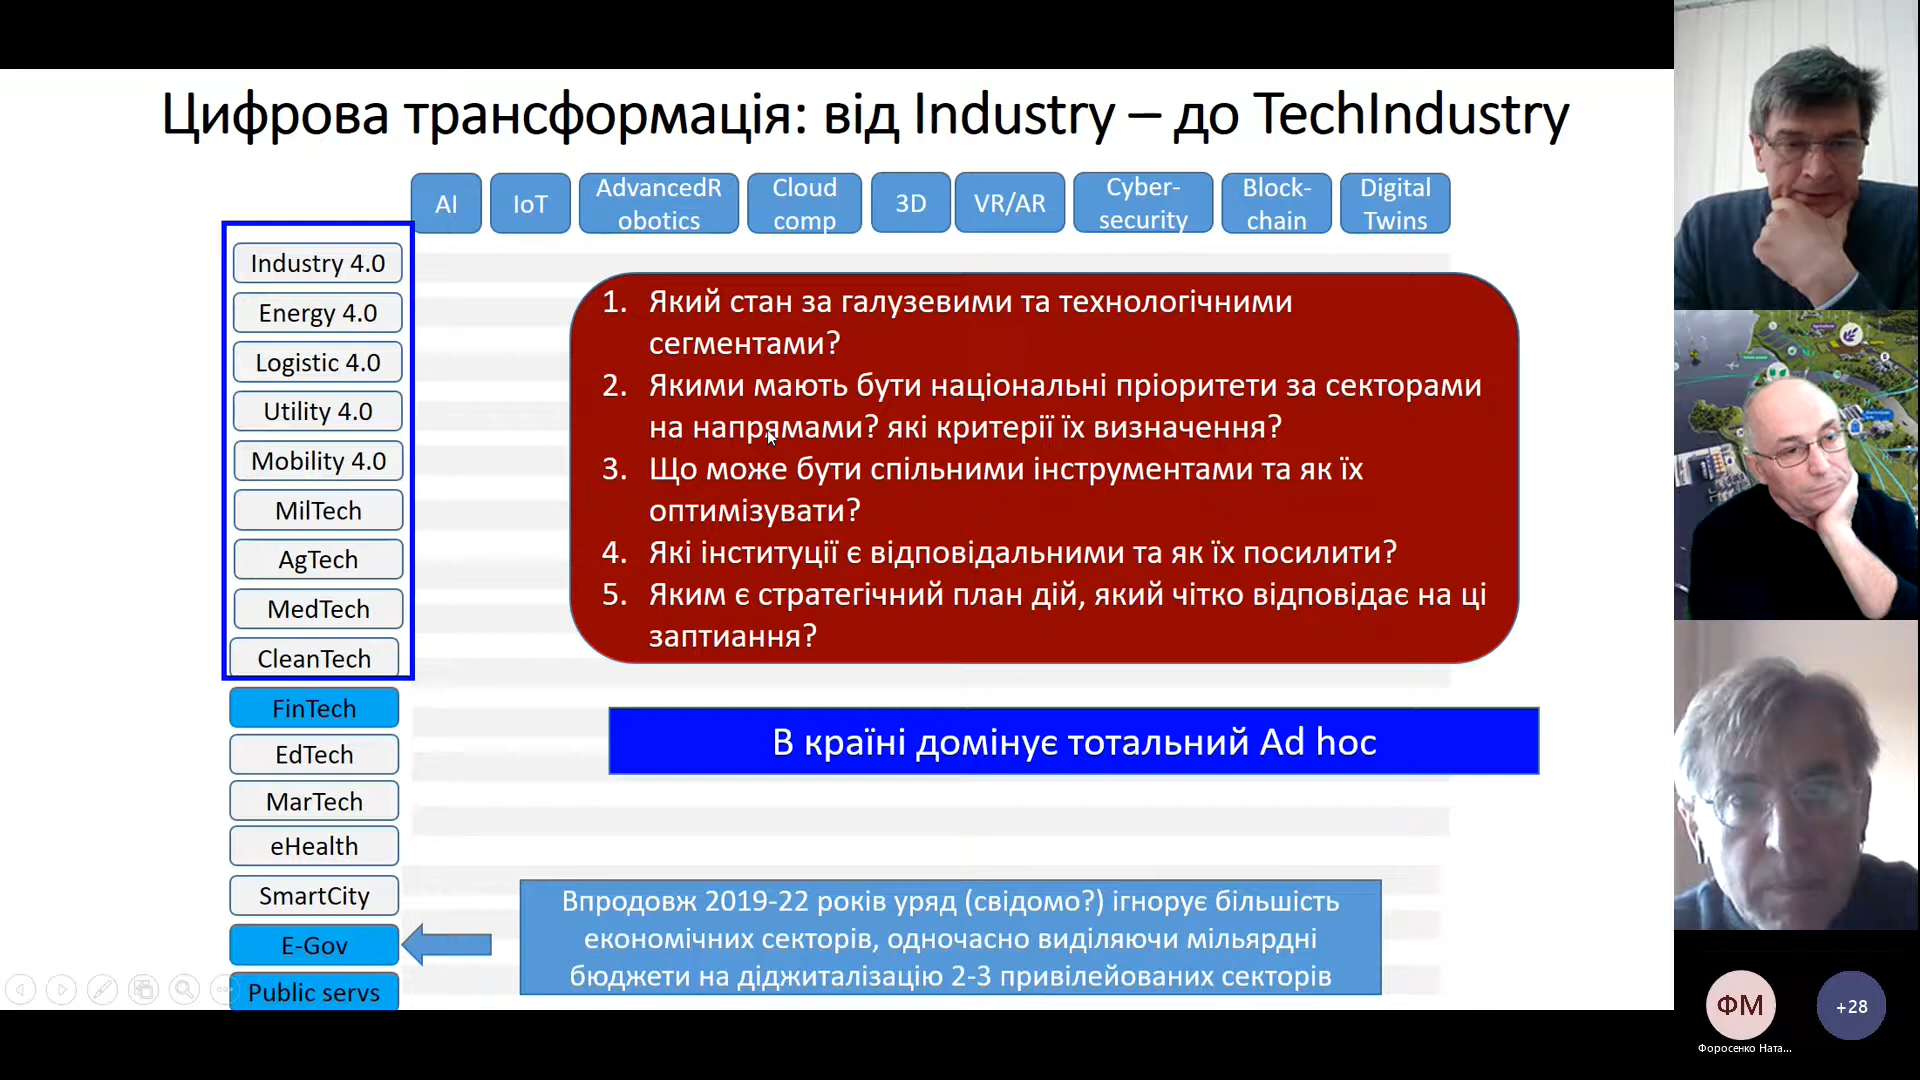 Цифрова трансформація: від Industry – до TechIndustry
AI
IoT
AdvancedR
obotics
Cloud
comp
3D
VR/AR
Cyber-
security
Block-
chain
Digital
Twins
Industry 4.0
Energy 4.0
Logistic 4.0
Utility 4.0
Mobility 4.0
MilTech
AgTech
MedTech
CleanTech
FinTech
EdTech
MarTech
eHealth
SmartCity
E-Gov
Public servs
1. Який стан за галузевими та технологічними
сегментами?
2. Якими мають бути національні пріоритети за секторами
на напрямами? які критерії їх визначення?
3. Що може бути спільними інструментами та як їх
оптимізувати?
4. Які інституції є відповідальними та як їх посилити?
5. Яким є стратегічний план дій, який чітко відповідає на ці
заптиання?
В країні домінує тотальний Ad hoc
Впродовж 2019-22 років уряд (свідомо?) ігнорує більшість
економічних секторів, одночасно виділяючи мільярдні
бюджети на діджиталізацію 2-3 привілейованих секторів
ФМ
+28
Форосенко Ната...